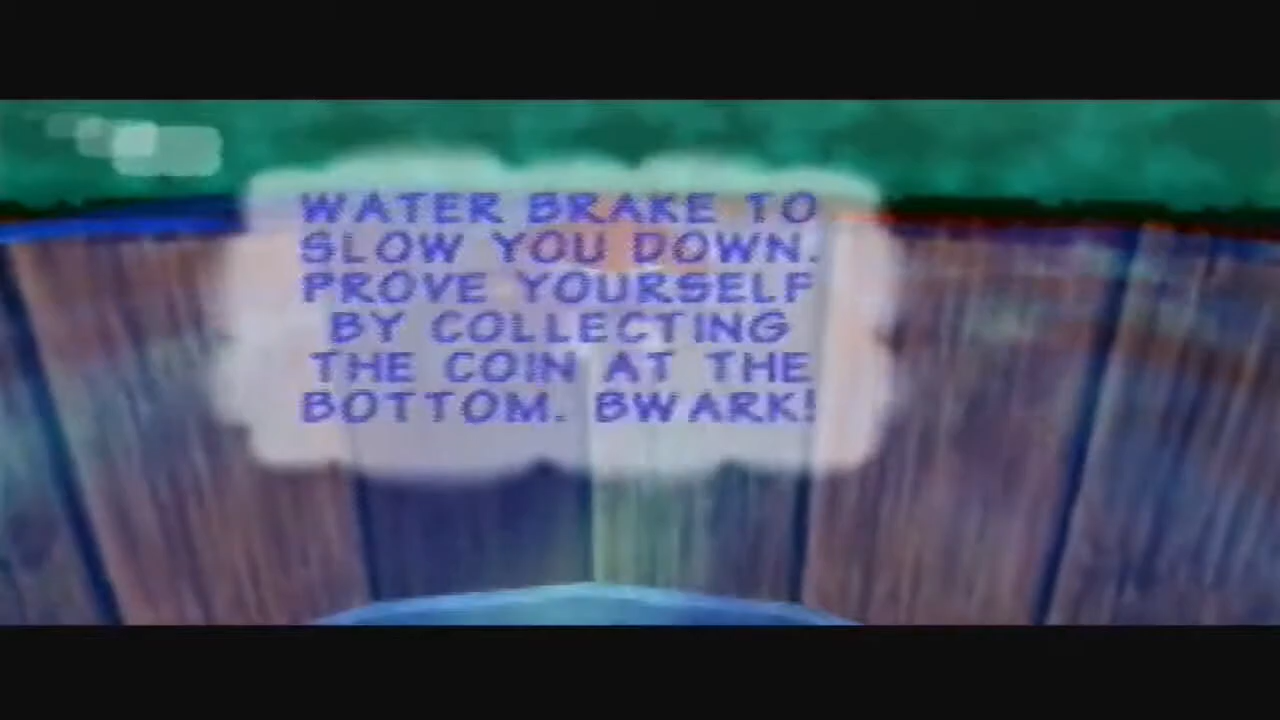 WATER BRAKE TO
SLOW YOU DOWN.
PROVE YOURSELF
BY COLLECTING
THE COIN AT THE
BOTTOM. BWARK!